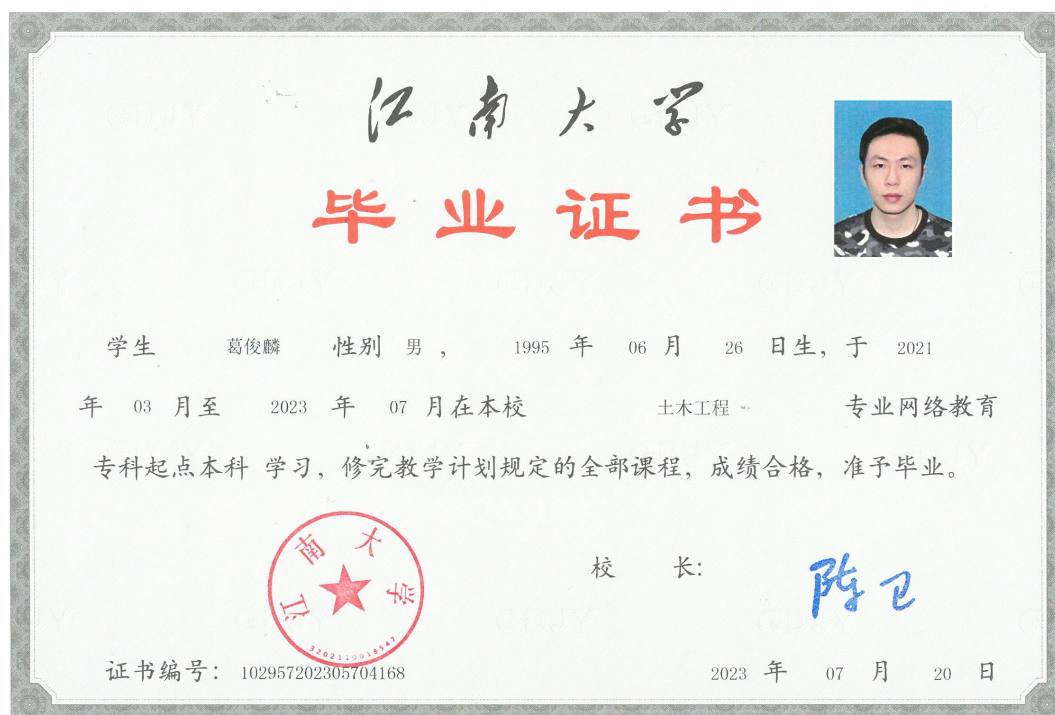 江南大学
毕业证书
学生 葛俊麟 性别 男 ， 1995 年 06 月 26 日生，于 2021
年 03 月至 2023 年 07 月在本校 土木工程 专业网络教育
专科起点本科 学习，修完教学计划规定的全部课程，成绩合格，准予毕业。
江南大学
3202110018547
校 长：
陈卫
证书编号：102957202305704168
2023 年 07 月 20 日